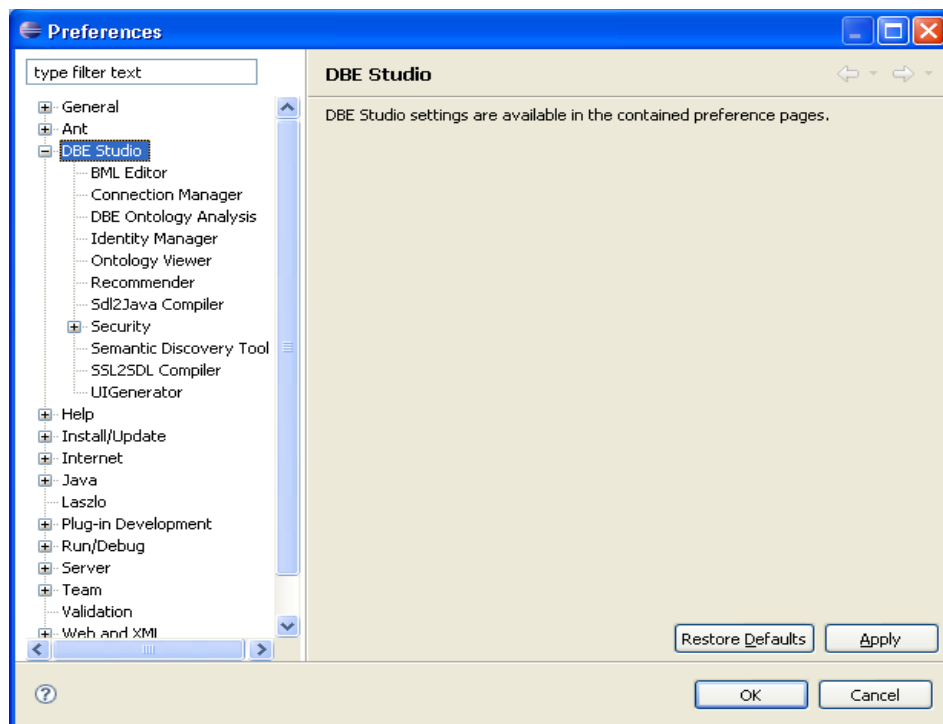 Preferences
type filter text
General
Ant
DBE Studio
BML Editor
Connection Manager
DBE Ontology Analysis
Identity Manager
Ontology Viewer
Recommender
Sdl2Java Compiler
Security
Semantic Discovery Tool
SSL2SDL Compiler
UIGenerator
Help
Install/Update
Internet
Java
Laszlo
Plug-in Development
Run/Debug
Server
Team
Validation
Web and XML
DBE Studio
DBE Studio settings are available in the contained preference pages.
Restore Defaults
Apply
?
OK
Cancel